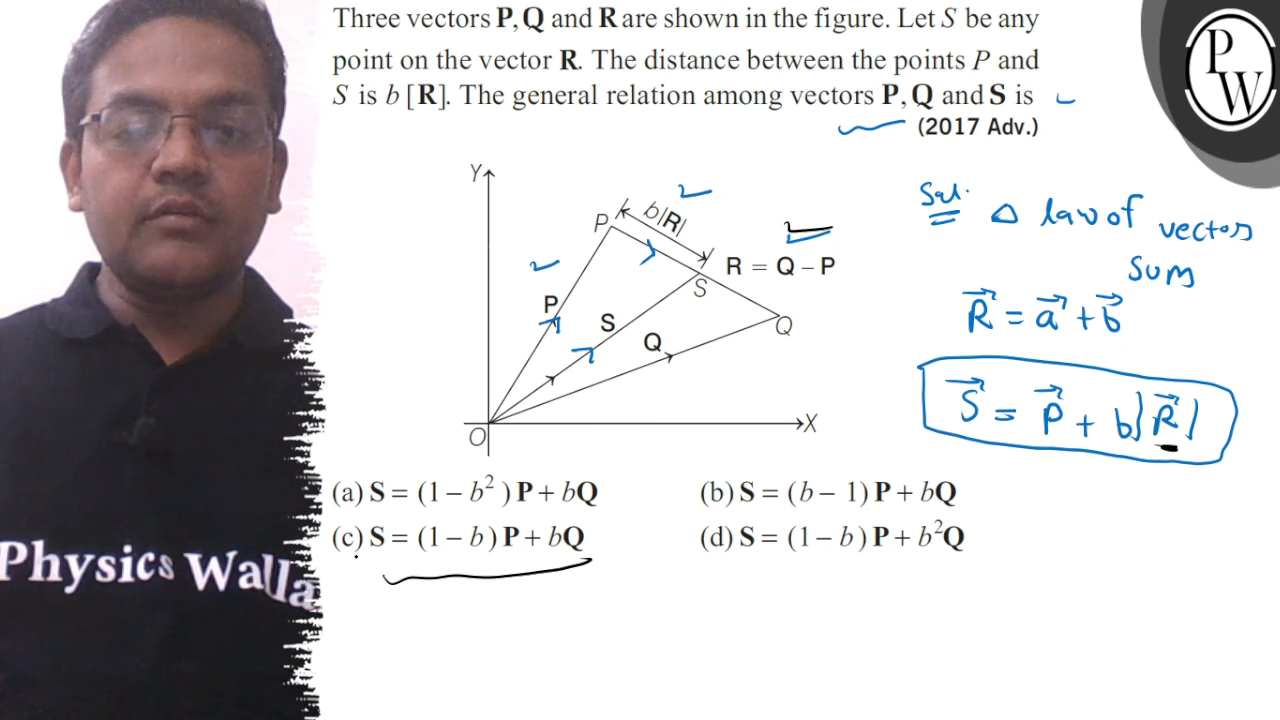 Three vectors P, Q and R are shown in the figure. Let S be any
point on the vector R. The distance between the points P and
S is b [R]. The general relation among vectors P, Q and S is
(2017 Adv.)
P
W
Y
P
b|R|
R = Q – P
S
P
S
Q
Q
O
X
Sol. △ law of vectors
sum
R⃗ = a⃗ + b⃗
S⃗ = P⃗ + b|R⃗|
(a) S = (1 – b² ) P + bQ
(b) S = (b – 1) P + bQ
(c) S = (1 – b) P + bQ
(d) S = (1 – b) P + b²Q
Physics Walla